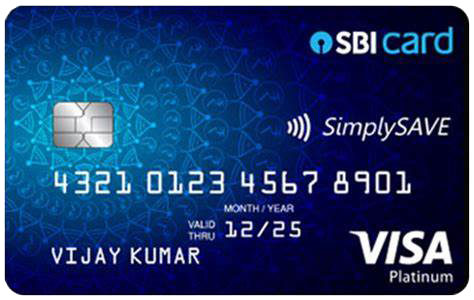 SBI card
SimplySAVE
4321 0123 4567 8901
MONTH / YEAR
VALID THRU 12/25
VIJAY KUMAR
VISA
Platinum